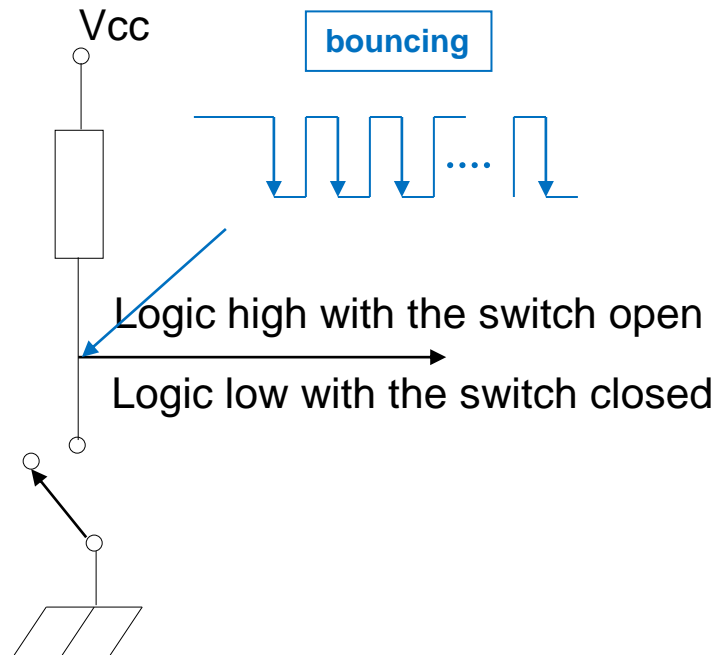 Vcc
bouncing
....
Logic high with the switch open
Logic low with the switch closed